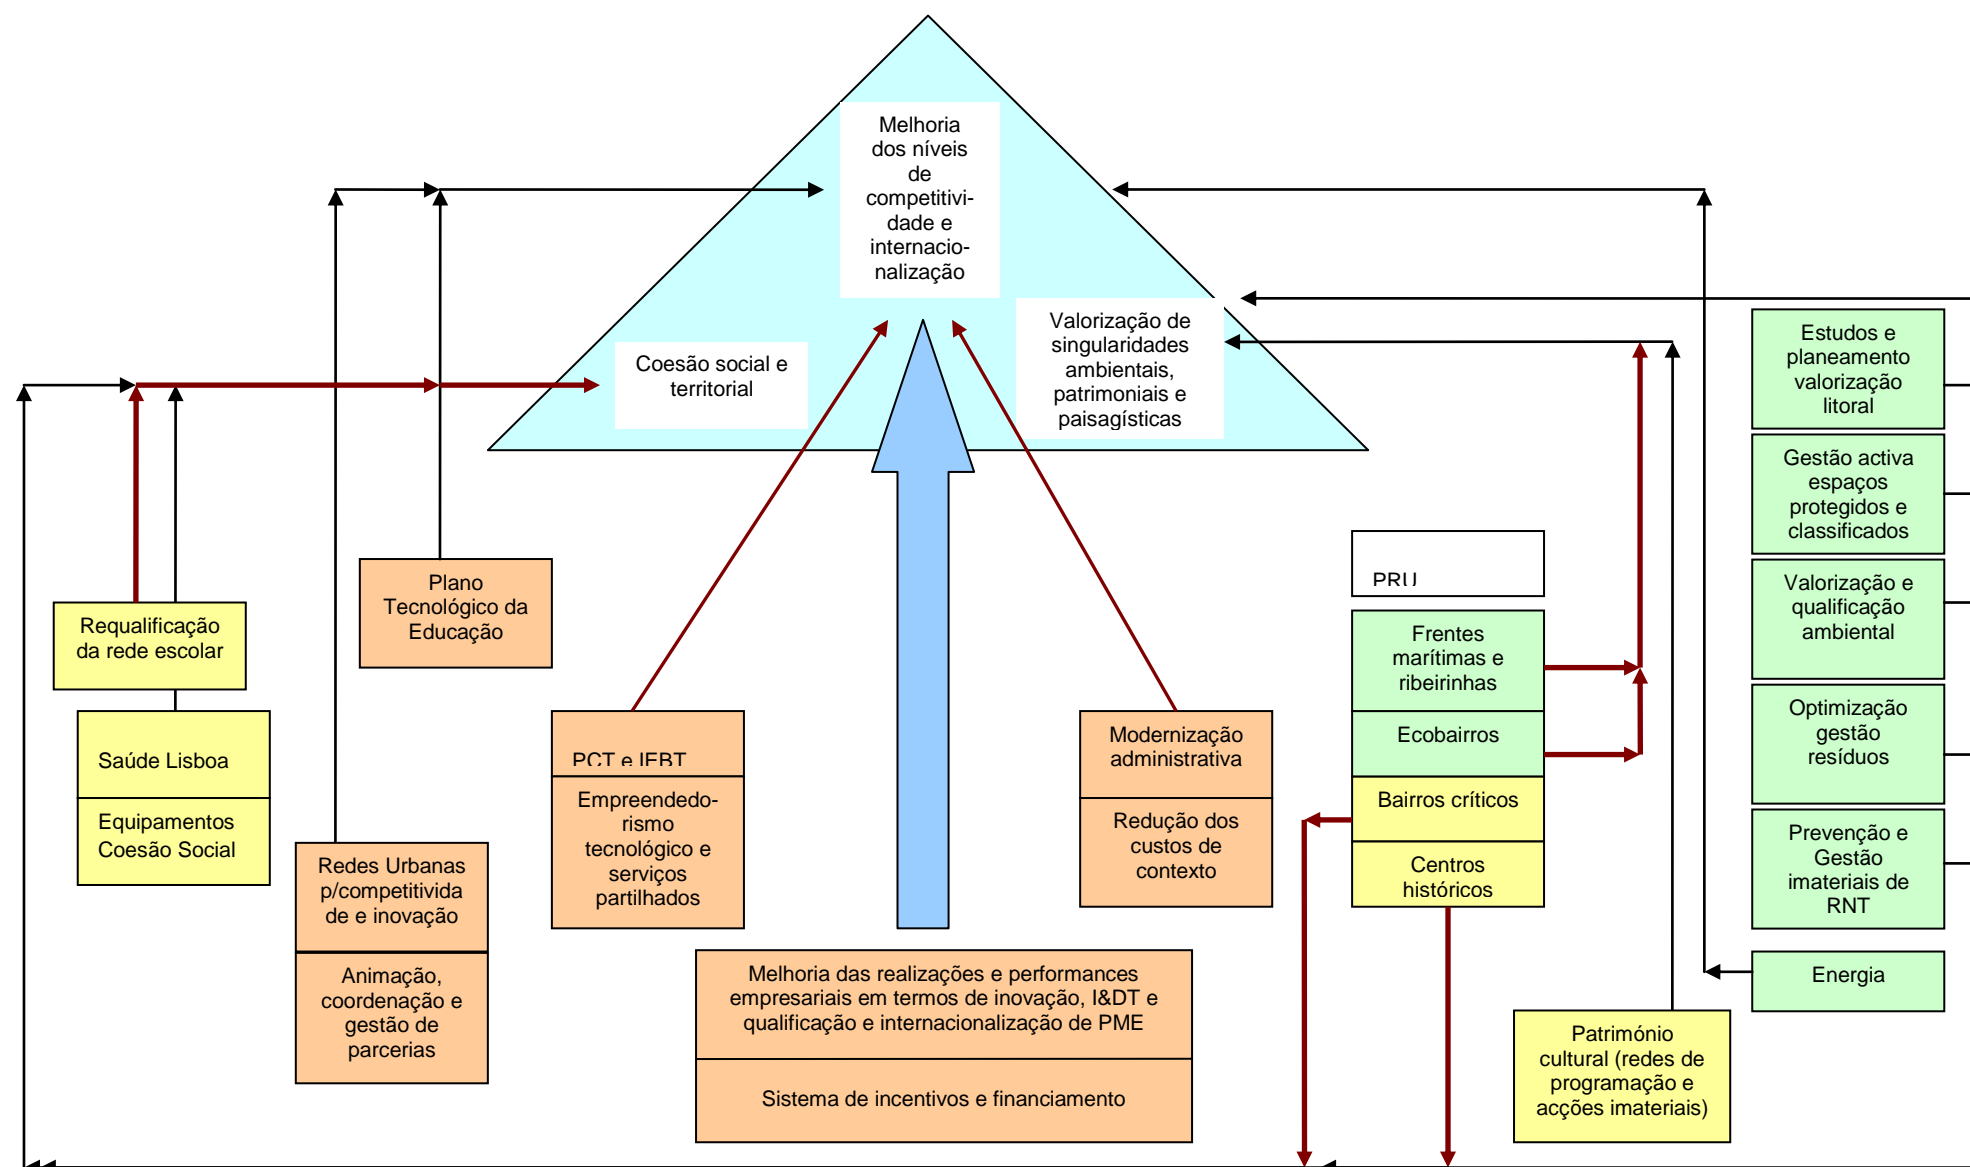 Melhoria
dos níveis
de
competitivi-
dade e
internacio-
nalização
Coesão social e
territorial
Valorização de
singularidades
ambientais,
patrimoniais e
paisagísticas
Estudos e
planeamento
valorização
litoral
Gestão activa
espaços
protegidos e
classificados
Valorização e
qualificação
ambiental
Optimização
gestão
resíduos
Prevenção e
Gestão
imateriais de
RNT
Energia
Plano
Tecnológico da
Educação
Requalificação
da rede escolar
Saúde Lisboa
Equipamentos
Coesão Social
Redes Urbanas
p/competitivida
de e inovação
Animação,
coordenação e
gestão de
parcerias
PCT e IEBT
Empreendedo-
rismo
tecnológico e
serviços
partilhados
Modernização
administrativa
Redução dos
custos de
contexto
PRU
Frentes
marítimas e
ribeirinhas
Ecobairros
Bairros críticos
Centros
históricos
Melhoria das realizações e performances
empresariais em termos de inovação, I&DT e
qualificação e internacionalização de PME
Sistema de incentivos e financiamento
Património
cultural (redes de
programação e
acções imateriais)